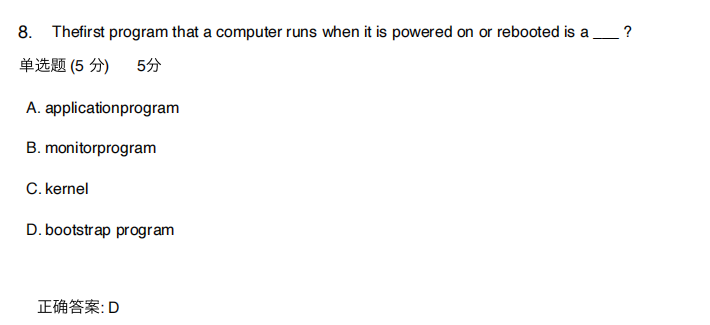 8. Thefirst program that a computer runs when it is powered on or rebooted is a ___ ?
单选题 (5 分) 5分
A. applicationprogram
B. monitorprogram
C. kernel
D. bootstrap program
正确答案: D